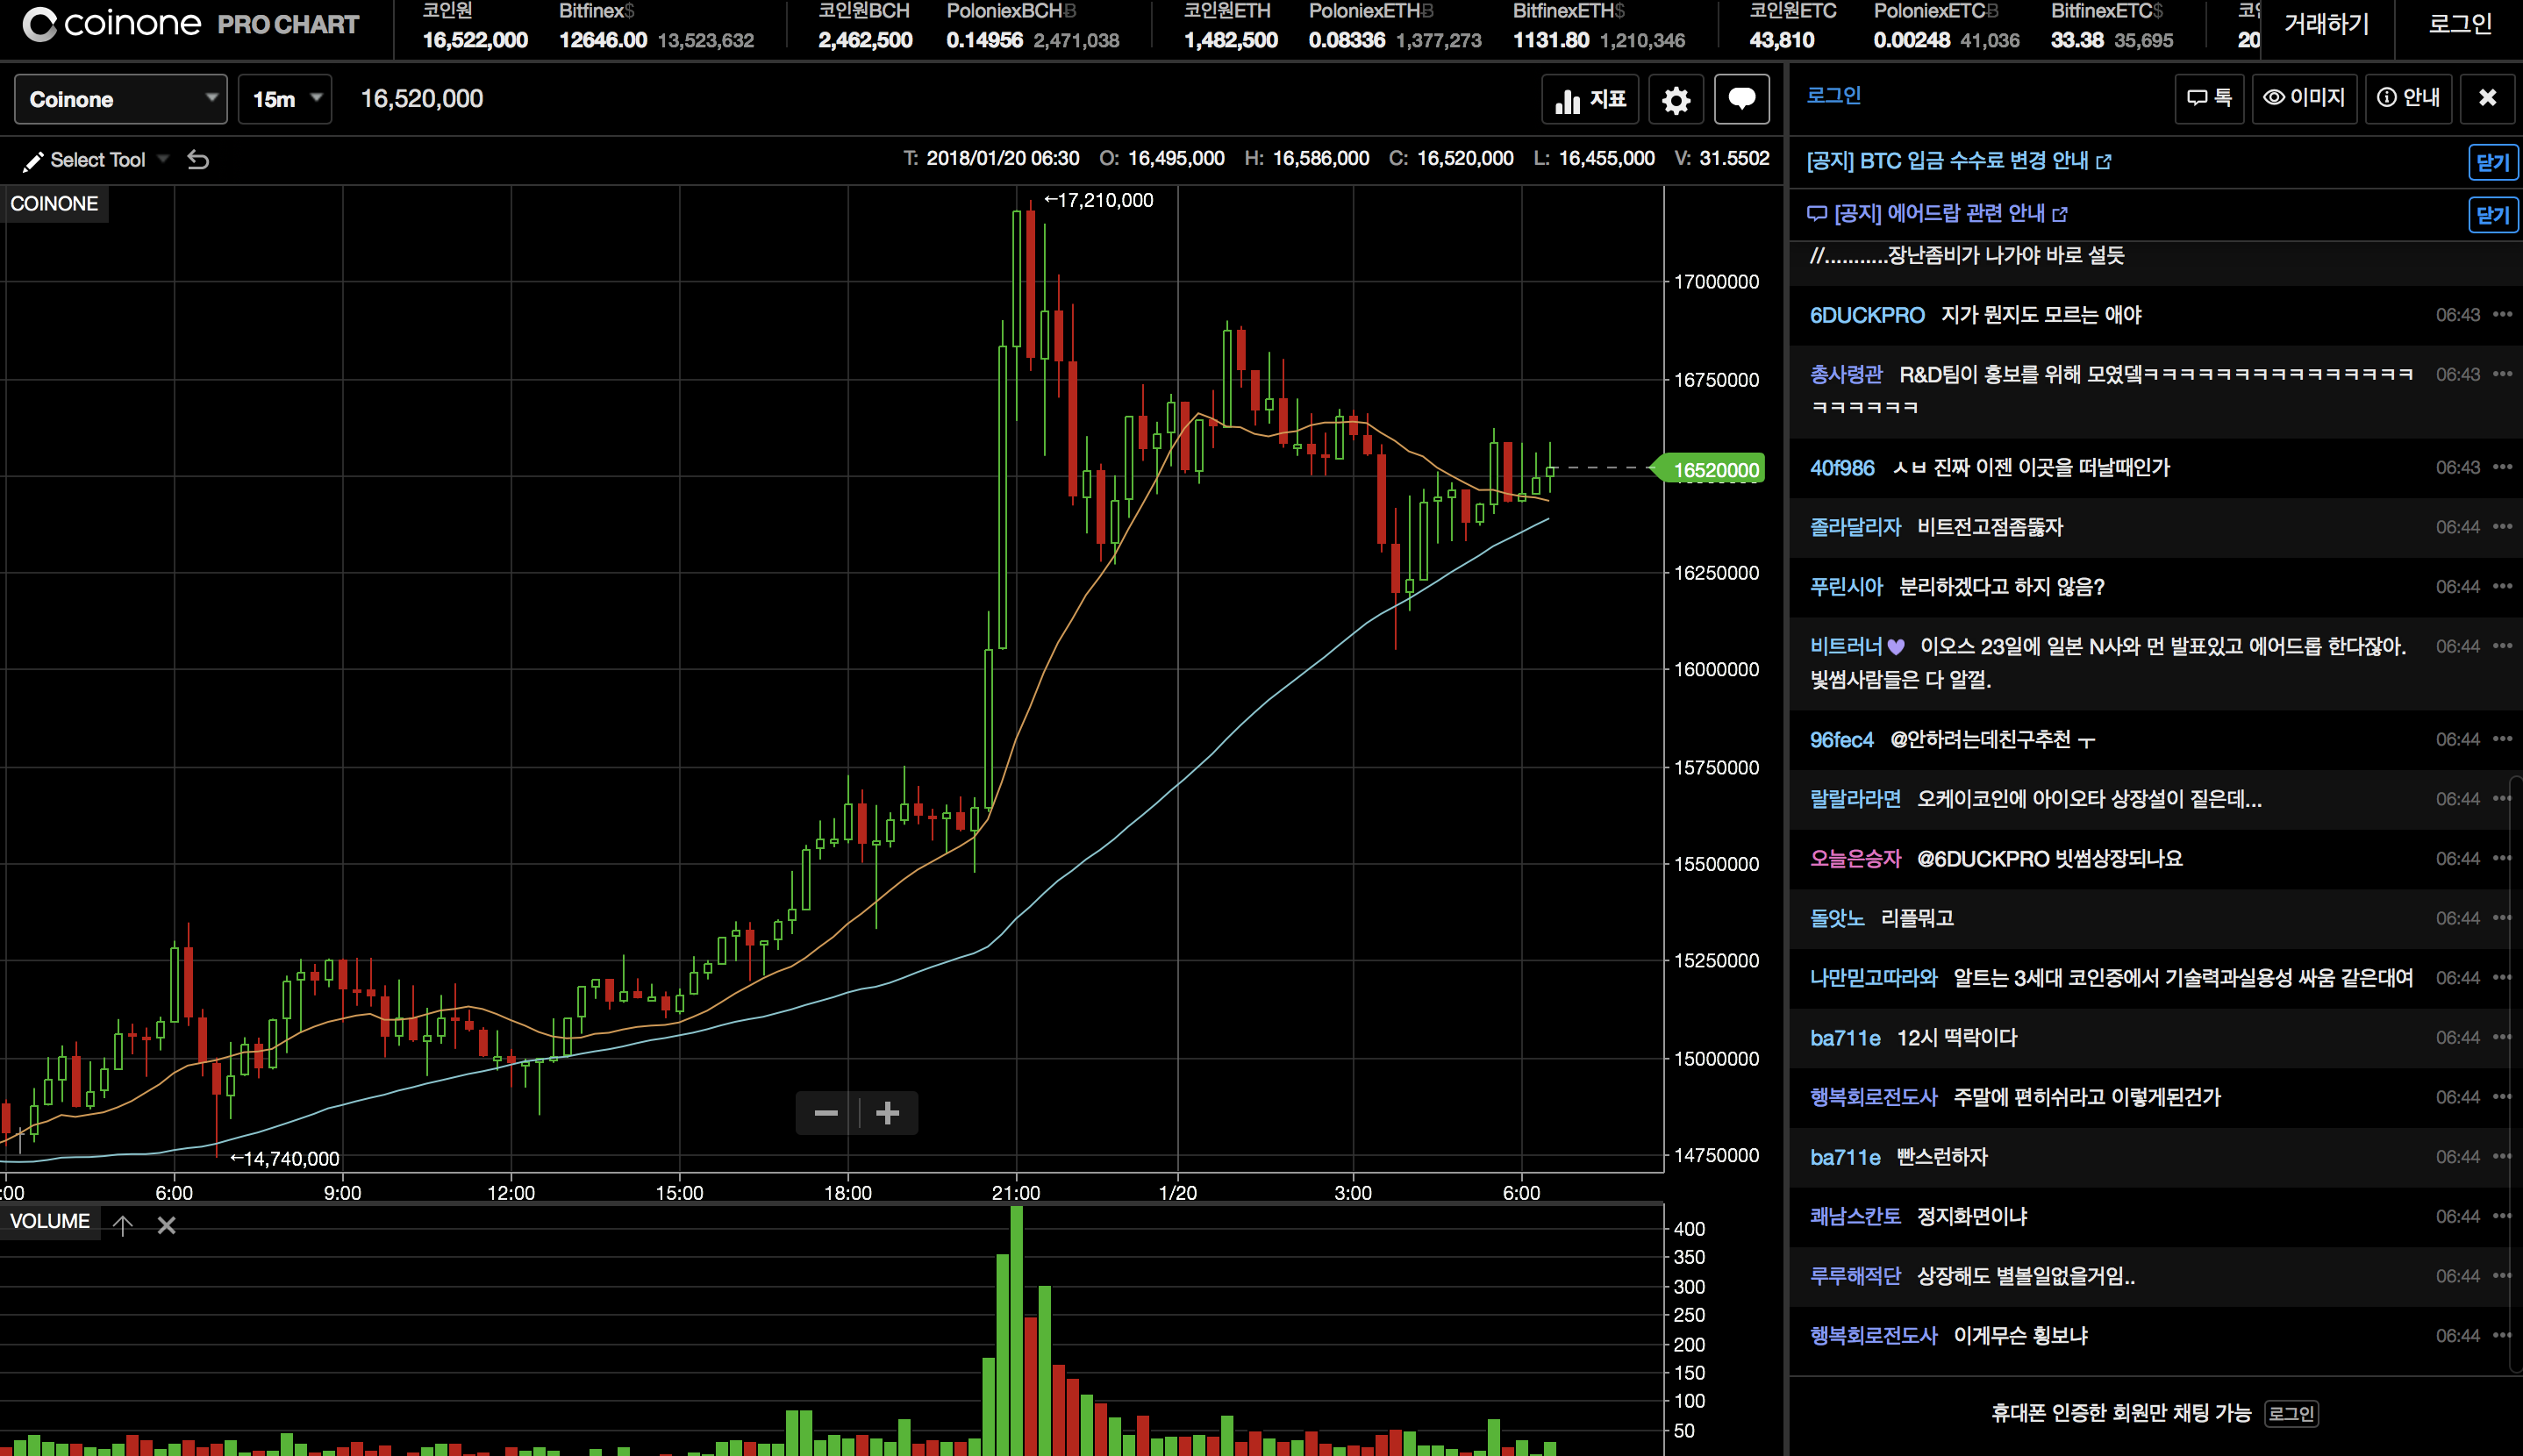 coinone PRO CHART
코인원 Bitfinex$ 코인원BCH PoloniexBCHɃ 코인원ETH PoloniexETHɃ BitfinexETH$ 코인원ETC PoloniexETCɃ BitfinexETC$
16,522,000 12646.00 13,523,632 2,462,500 0.14956 2,471,038 1,482,500 0.08336 1,377,273 1131.80 1,210,346 43,810 0.00248 41,036 33.38 35,695 20
거래하기 로그인
Coinone 15m 16,520,000 지표
Select Tool T: 2018/01/20 06:30 O: 16,495,000 H: 16,586,000 C: 16,520,000 L: 16,455,000 V: 31.5502
COINONE
←17,210,000
17000000
16750000
16520000
16250000
16000000
15750000
15500000
15250000
15000000
14750000
←14,740,000
:00 6:00 9:00 12:00 15:00 18:00 21:00 1/20 3:00 6:00
VOLUME
400
350
300
250
200
150
100
50
로그인 톡 이미지 안내
[공지] BTC 입금 수수료 변경 안내 닫기
[공지] 에어드랍 관련 안내 닫기
//...........장난좀비가 나가야 바로 설듯
6DUCKPRO 지가 뭔지도 모르는 애야 06:43
총사령관 R&D팀이 홍보를 위해 모였뎈ㅋㅋㅋㅋㅋㅋㅋㅋㅋㅋㅋㅋㅋㅋㅋ 06:43
ㅋㅋㅋㅋㅋㅋ
40f986 ㅅㅂ 진짜 이젠 이곳을 떠날때인가 06:43
졸라달리자 비트전고점좀뚫자 06:44
푸린시아 분리하겠다고 하지 않음? 06:44
비트러너💜 이오스 23일에 일본 N사와 먼 발표있고 에어드롭 한다잖아. 06:44
빛썸사람들은 다 알껄.
96fec4 @안하려는데친구추천 ㅜ 06:44
랄랄라라면 오케이코인에 아이오타 상장설이 짙은데... 06:44
오늘은승자 @6DUCKPRO 빗썸상장되나요 06:44
돌앗노 리플뭐고 06:44
나만믿고따라와 알트는 3세대 코인중에서 기술력과실용성 싸움 같은대여 06:44
ba711e 12시 떡락이다 06:44
행복회로전도사 주말에 편히쉬라고 이렇게된건가 06:44
ba711e 빤스런하자 06:44
쾌남스칸토 정지화면이냐 06:44
루루해적단 상장해도 별볼일없을거임.. 06:44
행복회로전도사 이게무슨 횡보냐 06:44
휴대폰 인증한 회원만 채팅 가능 로그인